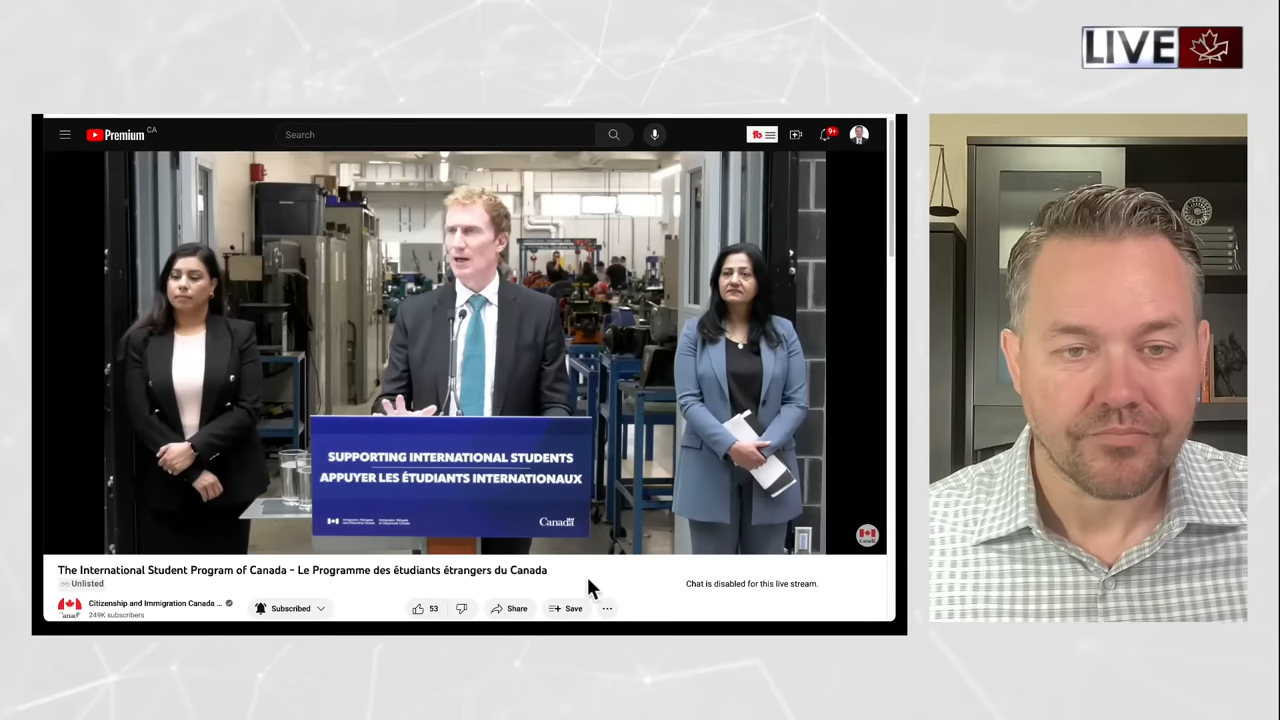 LIVE
Premium CA
Search
9+
SUPPORTING INTERNATIONAL STUDENTS
APPUYER LES ÉTUDIANTS INTERNATIONAUX
Canada
The International Student Program of Canada - Le Programme des étudiants étrangers du Canada
Unlisted
Chat is disabled for this live stream.
Citizenship and Immigration Canada ...
249K subscribers
Subscribed
53
Share
Save